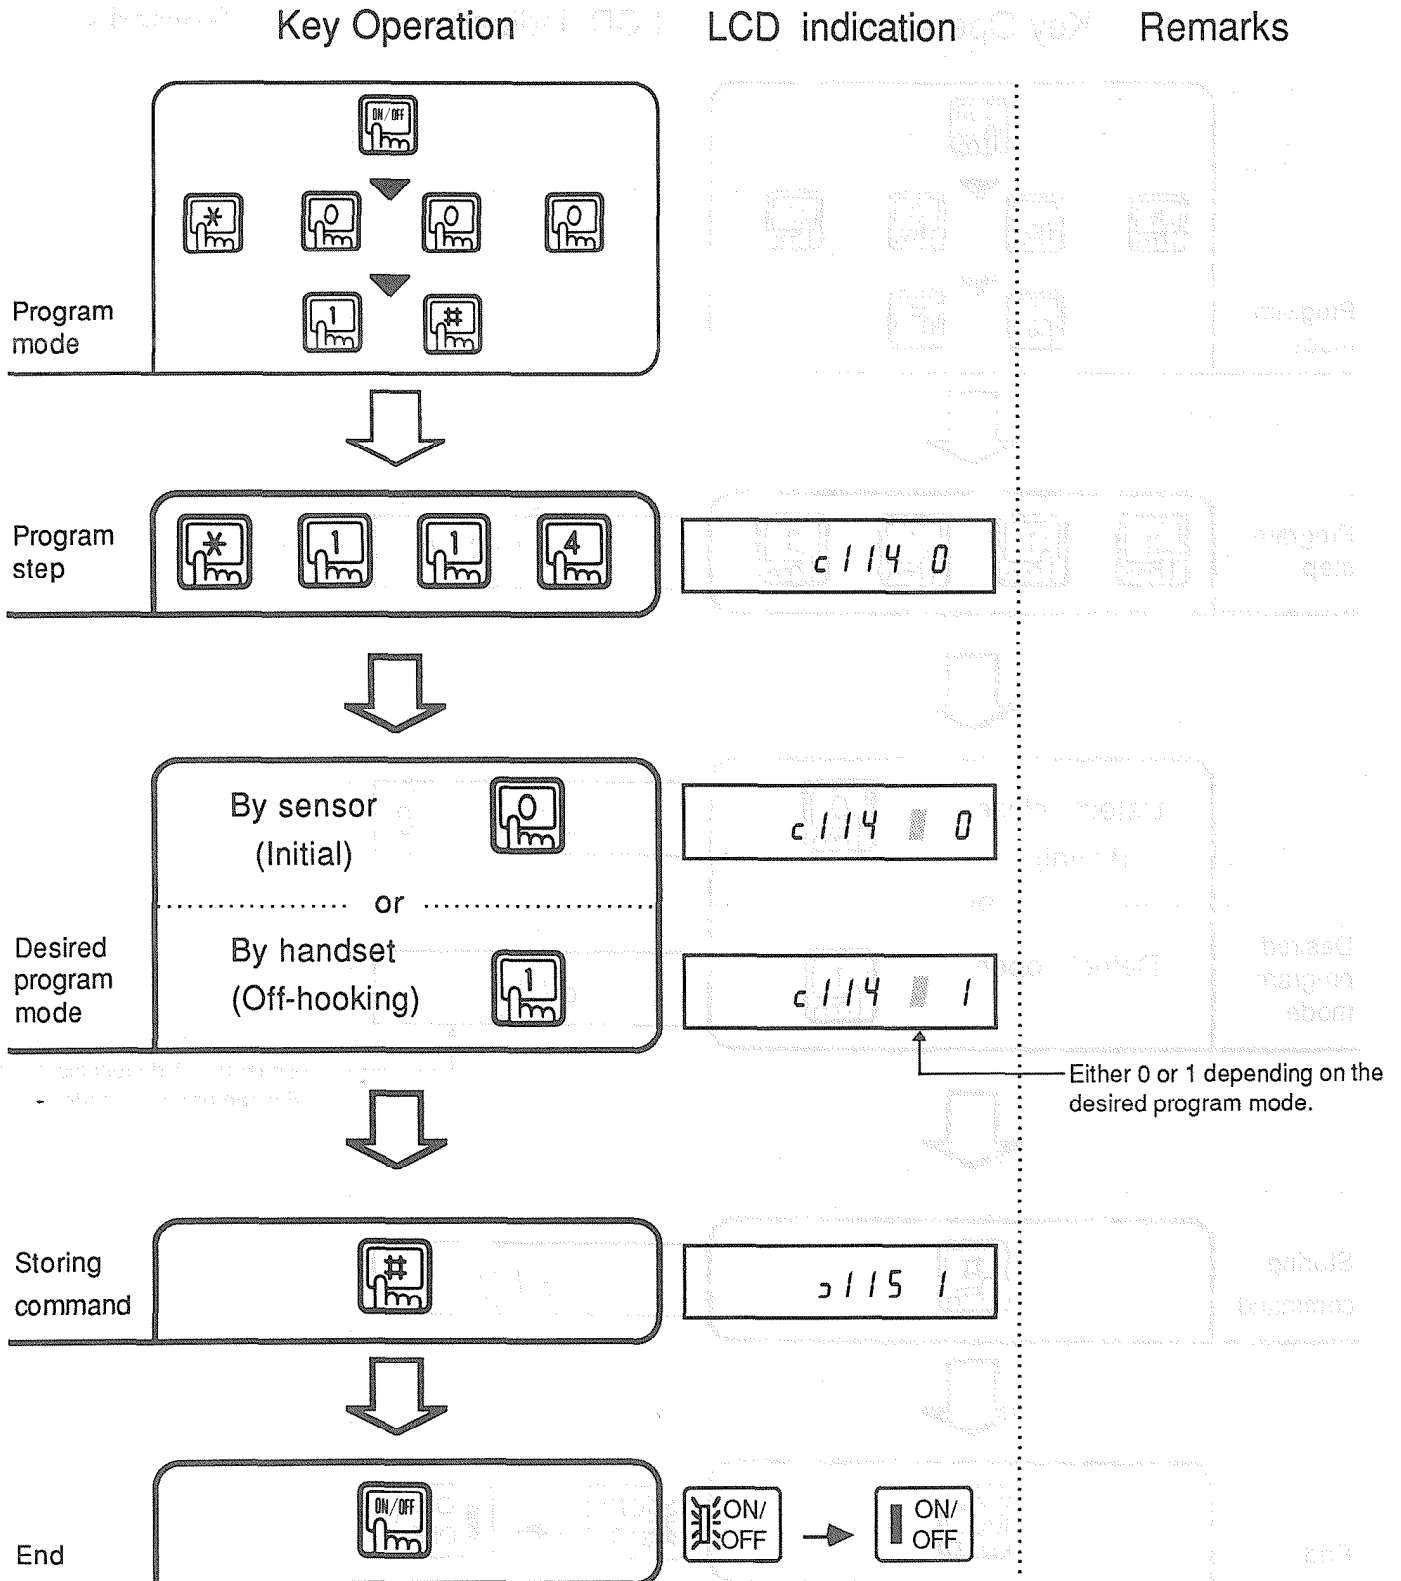 Key Operation LCD indication Remarks
ON/OFF
* 0 0 0
1 #
Program
mode
Program
step
* 1 1 4
c114 0
By sensor
(Initial)
0
c114 0
or
Desired
program
mode
By handset
(Off-hooking)
1
c114 1
Either 0 or 1 depending on the
desired program mode.
Storing
command
#
ɔ115 1
End
ON/OFF
ON/
OFF
ON/
OFF